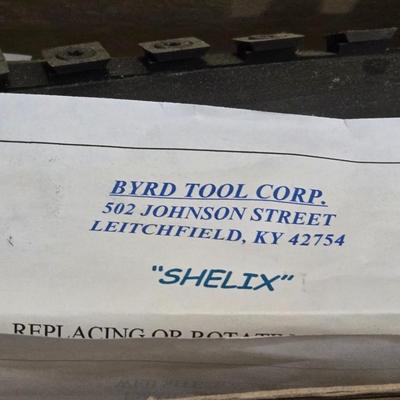 BYRD TOOL CORP.
502 JOHNSON STREET
LEITCHFIELD, KY 42754
"SHELIX"
REPLACING OR